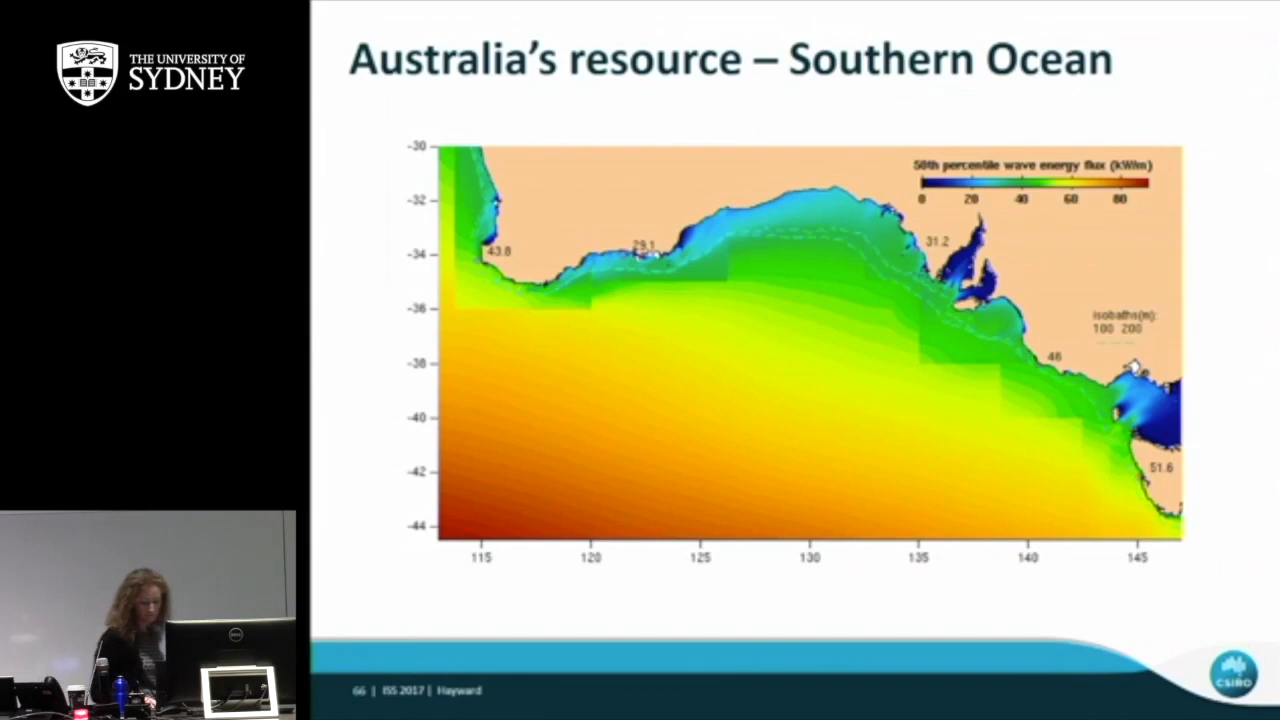 THE UNIVERSITY OF
SYDNEY
Australia's resource – Southern Ocean
50th percentile wave energy flux (kW/m)
0 20 40 60 80
-30
-32
-34
-36
-38
-40
-42
-44
43.8
29.1
31.2
isobaths(m):
100 200
46
51.6
115 120 125 130 135 140 145
66 | ISS 2017 | Hayward
CSIRO
DELL